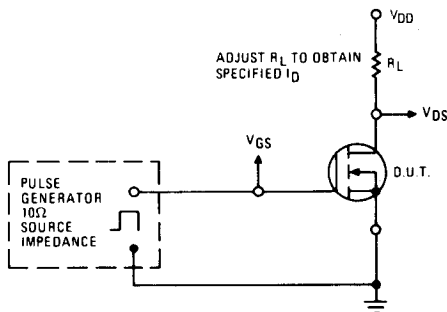 VDD
ADJUST RL TO OBTAIN
SPECIFIED ID
RL
VDS
VGS
D.U.T.
PULSE
GENERATOR
10Ω
SOURCE
IMPEDANCE